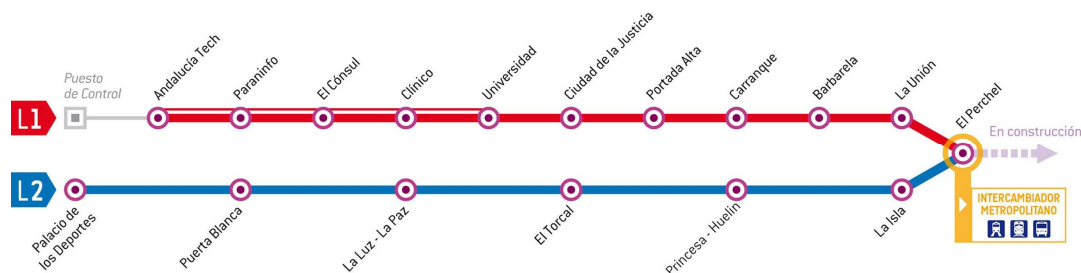 Puesto
de Control
Andalucía Tech
Paraninfo
El Cónsul
Clínico
Universidad
Ciudad de la Justicia
Portada Alta
Carranque
Barbarela
La Unión
El Perchel
L1
En construcción
L2
Palacio de
los Deportes
Puerta Blanca
La Luz - La Paz
El Torcal
Princesa - Huelin
La Isla
INTERCAMBIADOR
METROPOLITANO